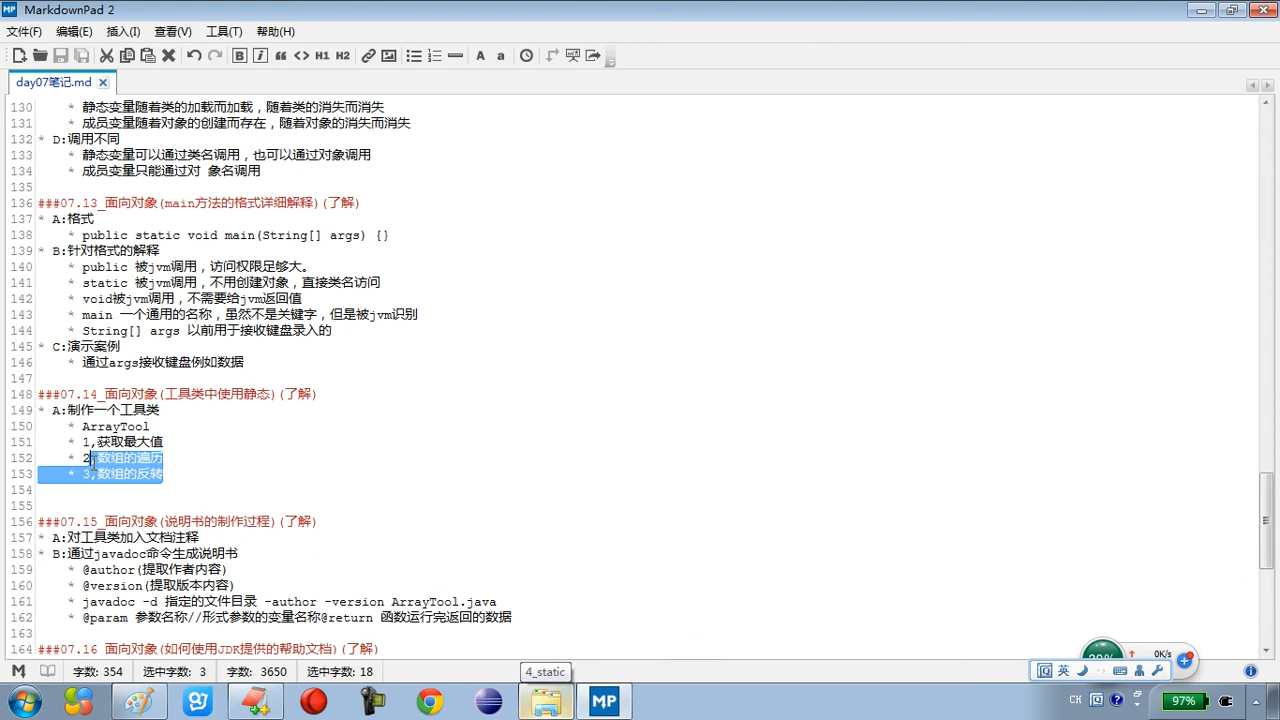 MarkdownPad 2
文件(F) 编辑(E) 插入(I) 查看(V) 工具(T) 帮助(H)
B i “ <> H1 H2 A a
day07笔记.md
130 * 静态变量随着类的加载而加载，随着类的消失而消失
131 * 成员变量随着对象的创建而存在，随着对象的消失而消失
132 * D:调用不同
133 * 静态变量可以通过类名调用，也可以通过对象调用
134 * 成员变量只能通过对 象名调用
135
136 ###07.13_面向对象(main方法的格式详细解释)(了解)
137 * A:格式
138 * public static void main(String[] args) {}
139 * B:针对格式的解释
140 * public 被jvm调用，访问权限足够大。
141 * static 被jvm调用，不用创建对象，直接类名访问
142 * void被jvm调用，不需要给jvm返回值
143 * main 一个通用的名称，虽然不是关键字，但是被jvm识别
144 * String[] args 以前用于接收键盘录入的
145 * C:演示案例
146 * 通过args接收键盘例如数据
147
148 ###07.14_面向对象(工具类中使用静态)(了解)
149 * A:制作一个工具类
150 * ArrayTool
151 * 1,获取最大值
152 * 2,数组的遍历
153 * 3,数组的反转
154
155
156 ###07.15_面向对象(说明书的制作过程)(了解)
157 * A:对工具类加入文档注释
158 * B:通过javadoc命令生成说明书
159 * @author(提取作者内容)
160 * @version(提取版本内容)
161 * javadoc -d 指定的文件目录 -author -version ArrayTool.java
162 * @param 参数名称//形式参数的变量名称@return 函数运行完返回的数据
163
164 ###07.16_面向对象(如何使用JDK提供的帮助文档)(了解)
0K/s
英
字数: 354 选中字数: 3 字数: 3650 选中字数: 18 4_static
MP CH 97%